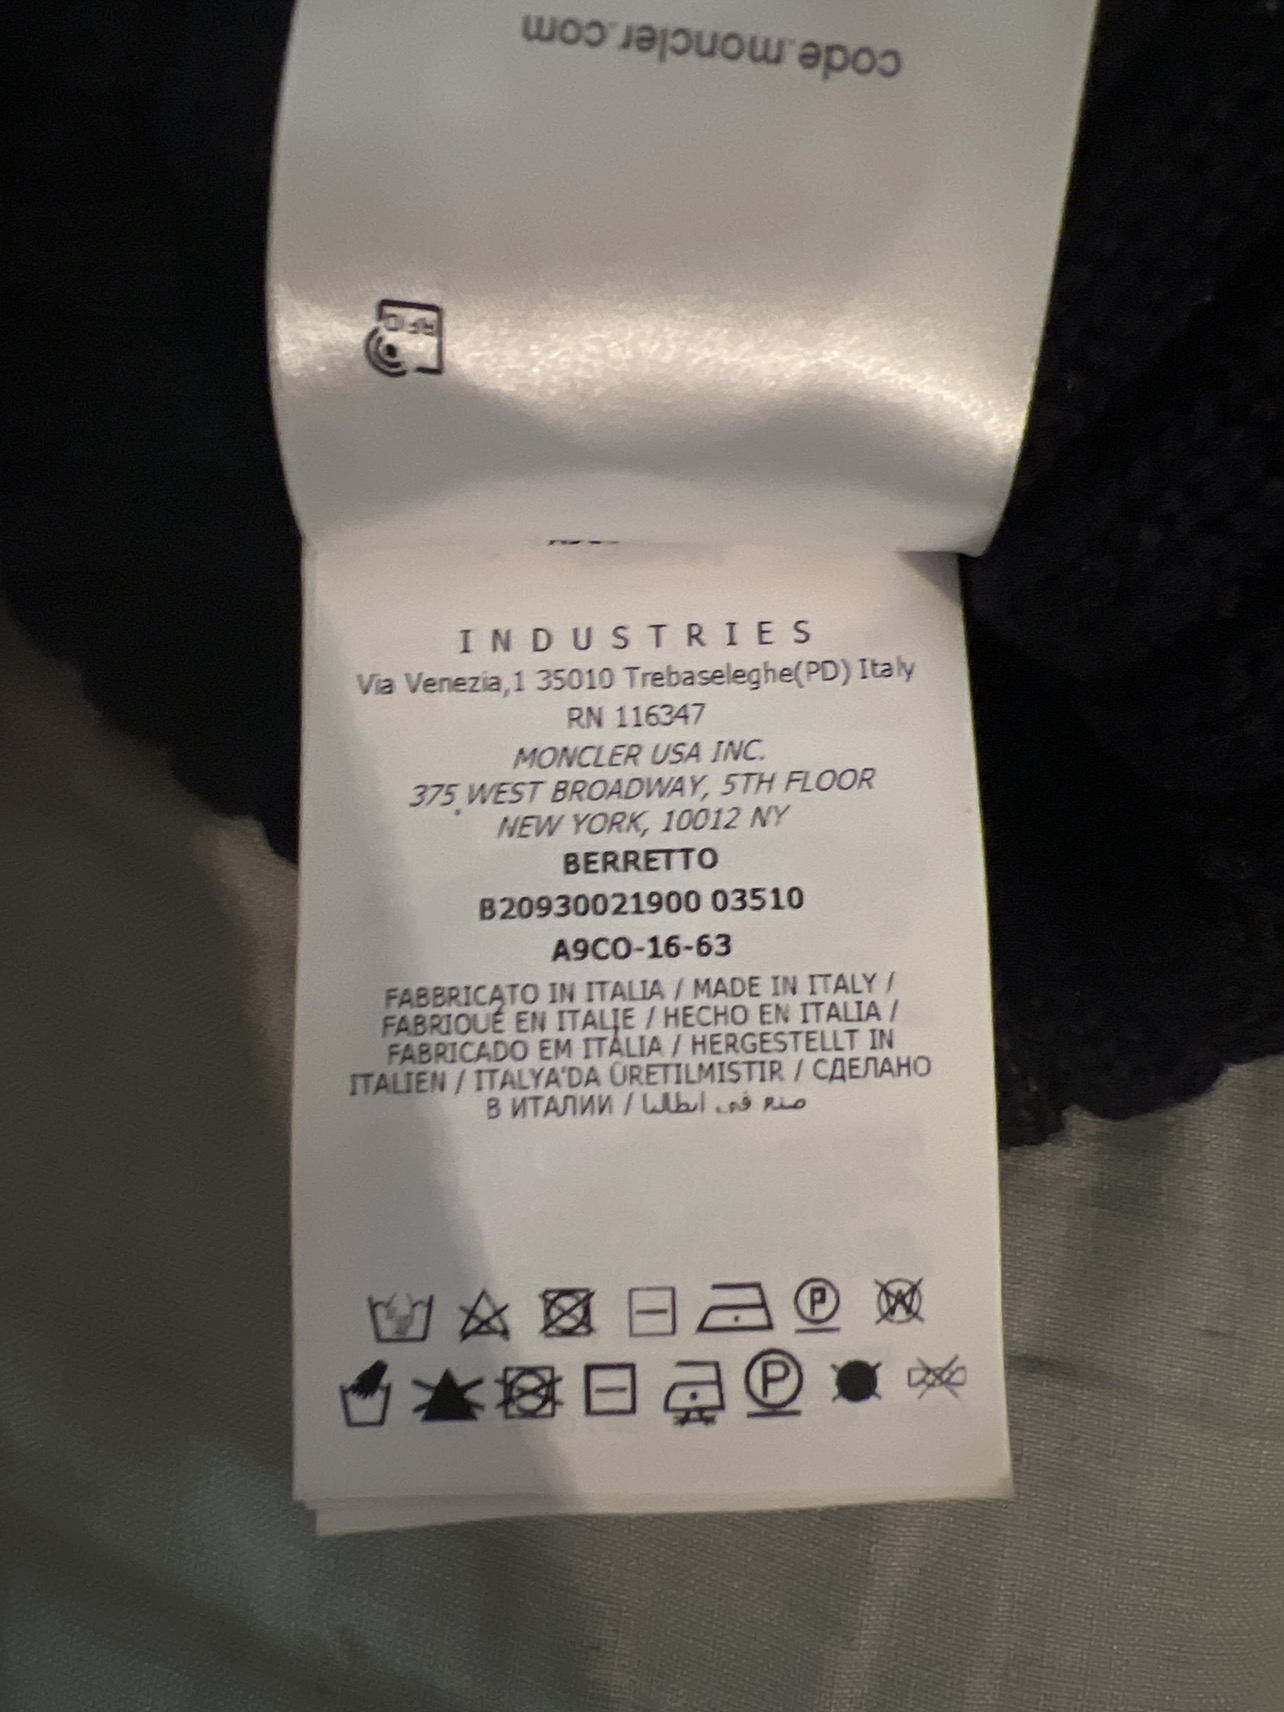 code.moncler.com
RFID
INDUSTRIES
Via Venezia,1 35010 Trebaseleghe(PD) Italy
RN 116347
MONCLER USA INC.
375 WEST BROADWAY, 5TH FLOOR
NEW YORK, 10012 NY
BERRETTO
B20930021900 03510
A9CO-16-63
FABBRICATO IN ITALIA / MADE IN ITALY /
FABRIQUÉ EN ITALIE / HECHO EN ITALIA /
FABRICADO EM ITÁLIA / HERGESTELLT IN
ITALIEN / ITALYA'DA ÜRETILMISTIR / СДЕЛАНО
В ИТАЛИИ / صنع في ايطاليا
P W
P